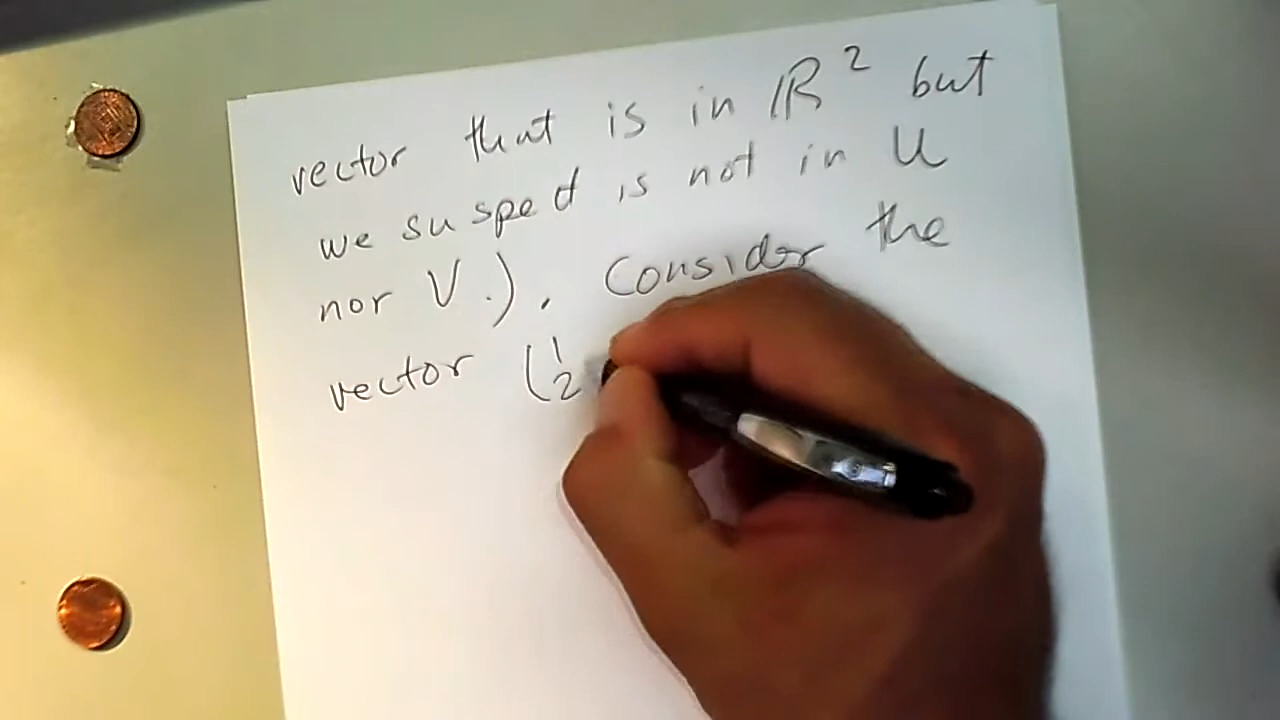 vector that is in ℝ² but
we suspect is not in U
nor V.). Consider the
vector (1
2